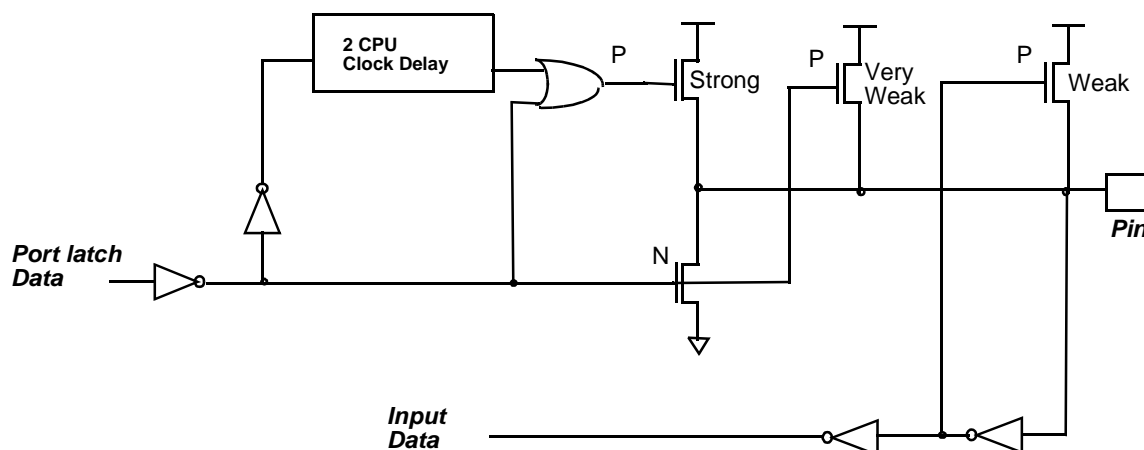 2 CPU
Clock Delay
P
Strong
P
Very
Weak
P
Weak
Pin
Port latch
Data
N
Input
Data